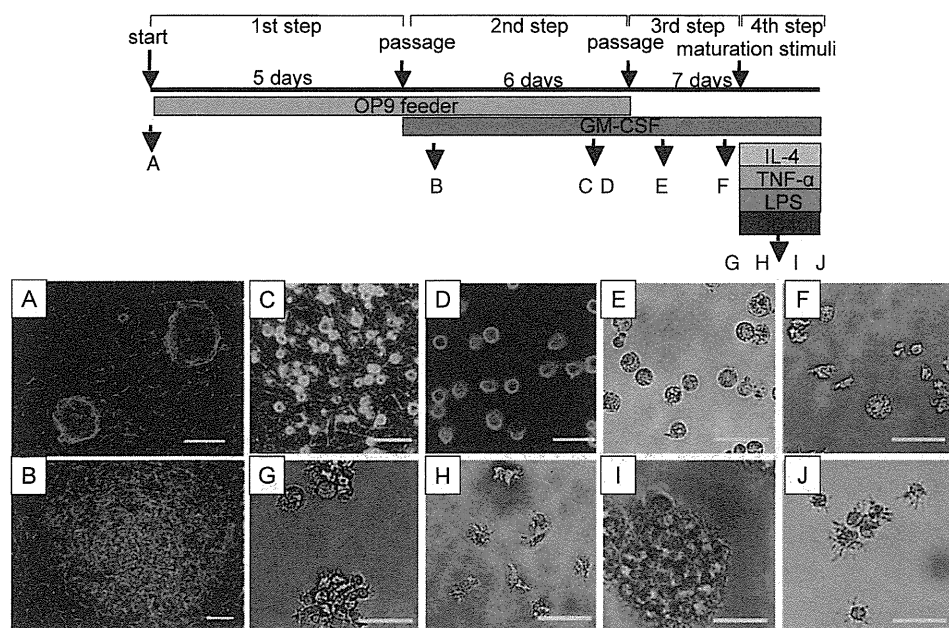 1st step 2nd step 3rd step 4th step
start passage passage maturation stimuli
5 days 6 days 7 days
OP9 feeder
GM-CSF
A
B C D E F
IL-4
TNF-α
LPS
G H I J
A C D E F
B G H I J